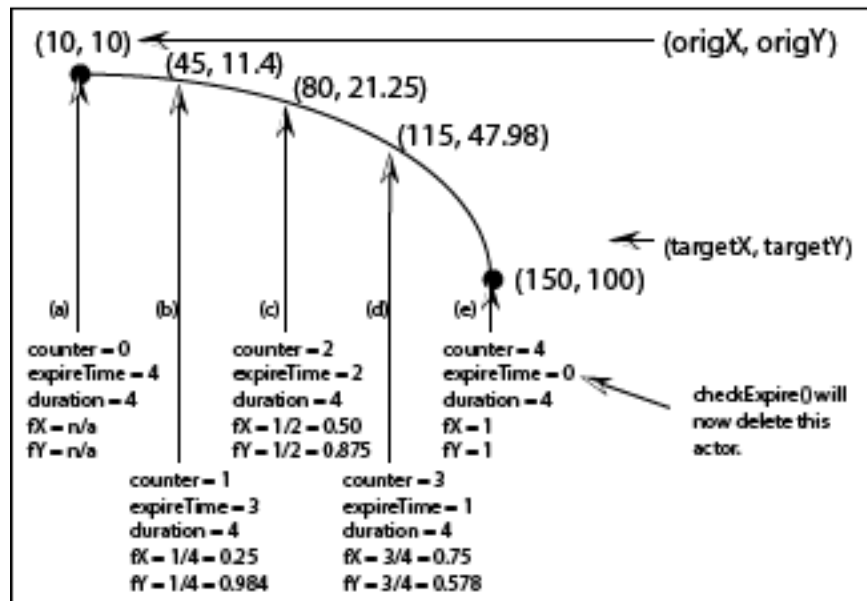 (10, 10)
(origX, origY)
(45, 11.4)
(80, 21.25)
(115, 47.98)
(targetX, targetY)
(150, 100)
(a)
(b)
(c)
(d)
(e)
counter = 0
expireTime = 4
duration = 4
fX = n/a
fY = n/a
counter = 2
expireTime = 2
duration = 4
fX = 1/2 = 0.50
fY = 1/2 = 0.875
counter = 4
expireTime = 0
duration = 4
fX = 1
fY = 1
checkExpire() will
now delete this
actor.
counter = 1
expireTime = 3
duration = 4
fX = 1/4 = 0.25
fY = 1/4 = 0.984
counter = 3
expireTime = 1
duration = 4
fX = 3/4 = 0.75
fY = 3/4 = 0.578